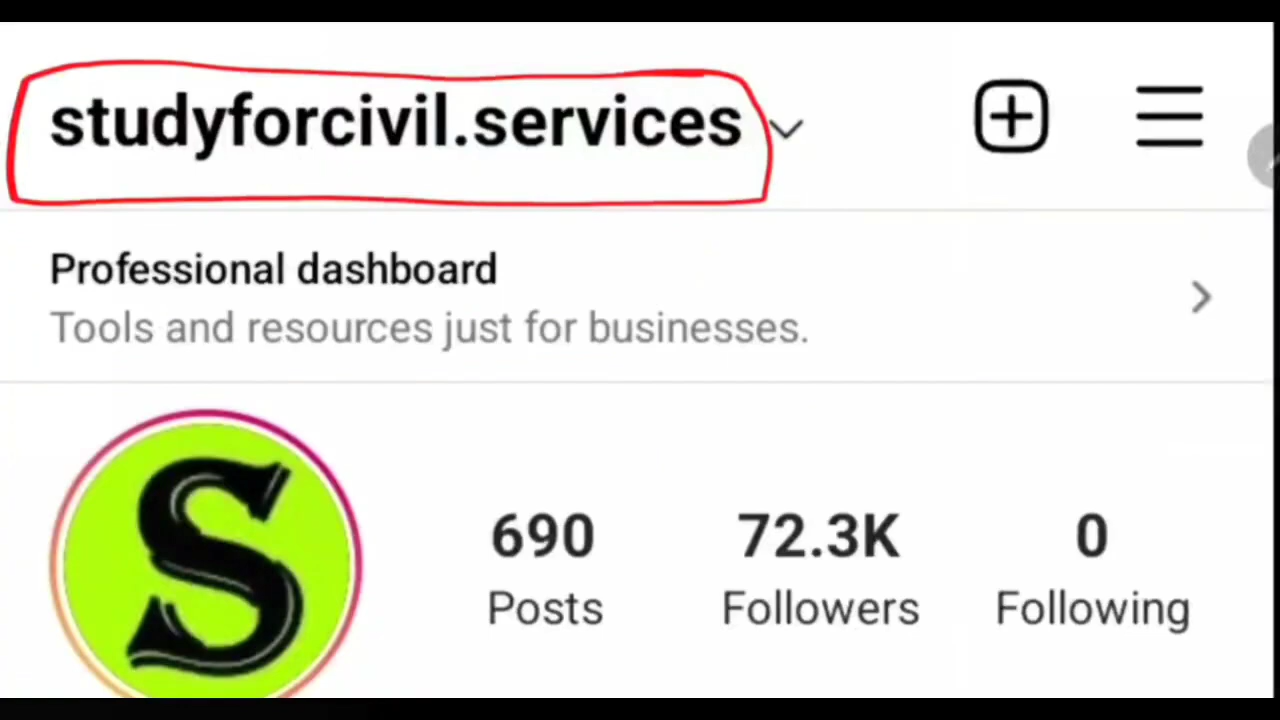 studyforcivil.services
Professional dashboard
Tools and resources just for businesses.
S
690 72.3K 0
Posts Followers Following